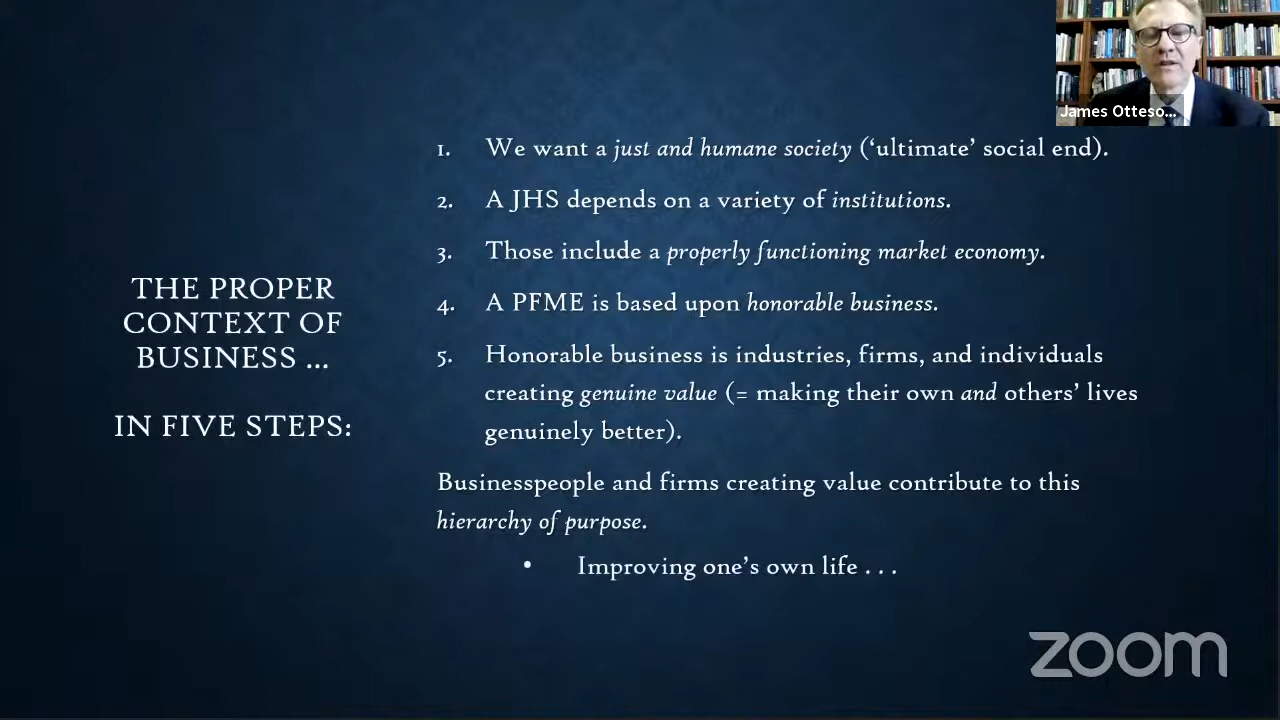 James Otteso...
THE PROPER
CONTEXT OF
BUSINESS ...
IN FIVE STEPS:
1. We want a just and humane society (‘ultimate’ social end).
2. A JHS depends on a variety of institutions.
3. Those include a properly functioning market economy.
4. A PFME is based upon honorable business.
5. Honorable business is industries, firms, and individuals
creating genuine value (= making their own and others’ lives
genuinely better).
Businesspeople and firms creating value contribute to this
hierarchy of purpose.
• Improving one’s own life . . .
zoom